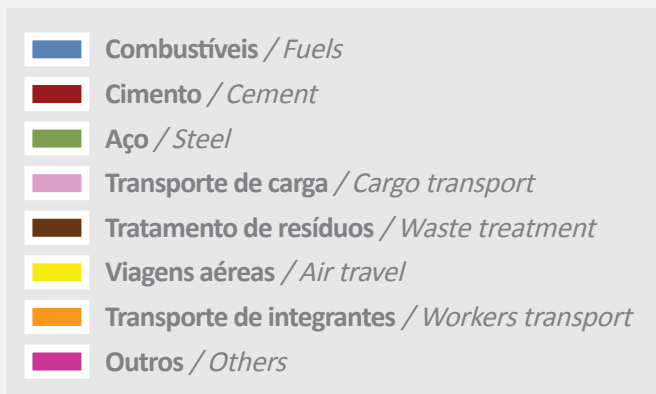 Combustíveis / Fuels
Cimento / Cement
Aço / Steel
Transporte de carga / Cargo transport
Tratamento de resíduos / Waste treatment
Viagens aéreas / Air travel
Transporte de integrantes / Workers transport
Outros / Others